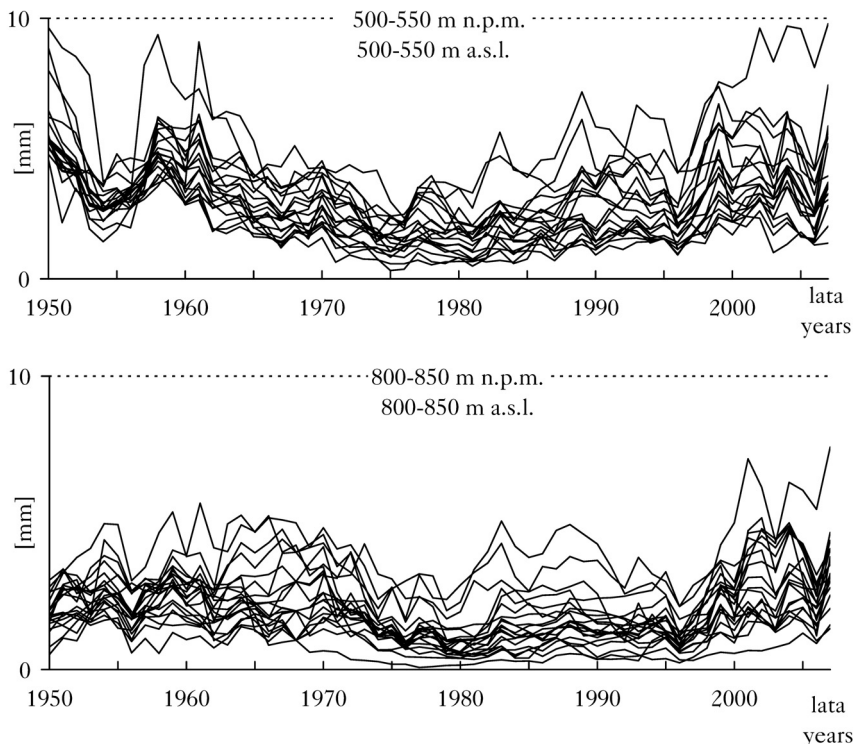 10
500-550 m n.p.m.
500-550 m a.s.l.
[mm]
0
1950 1960 1970 1980 1990 2000 lata
years
10
800-850 m n.p.m.
800-850 m a.s.l.
[mm]
0
1950 1960 1970 1980 1990 2000 lata
years